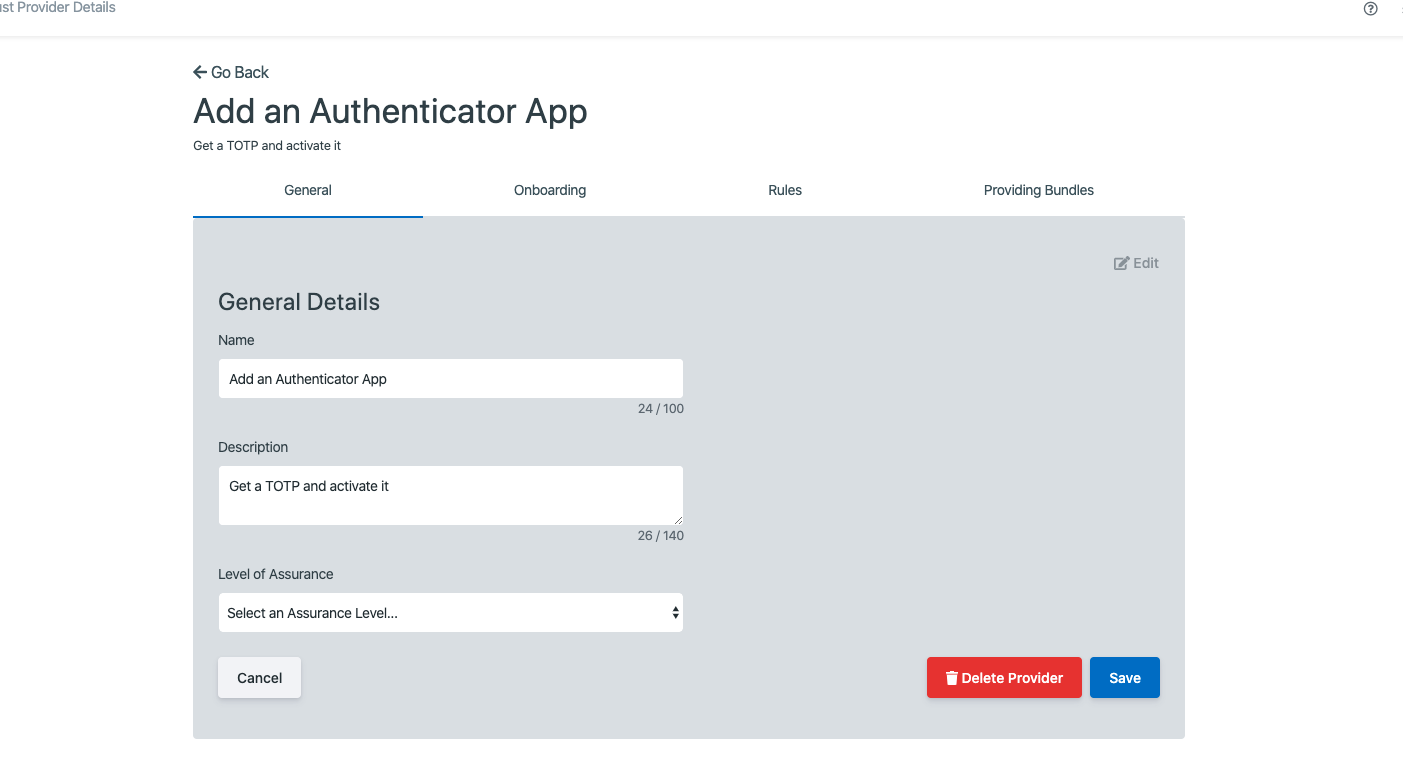 Provider Details
Go Back
Add an Authenticator App
Get a TOTP and activate it
General Onboarding Rules Providing Bundles
Edit
General Details
Name
Add an Authenticator App
24 / 100
Description
Get a TOTP and activate it
26 / 140
Level of Assurance
Select an Assurance Level...
Cancel Delete Provider Save